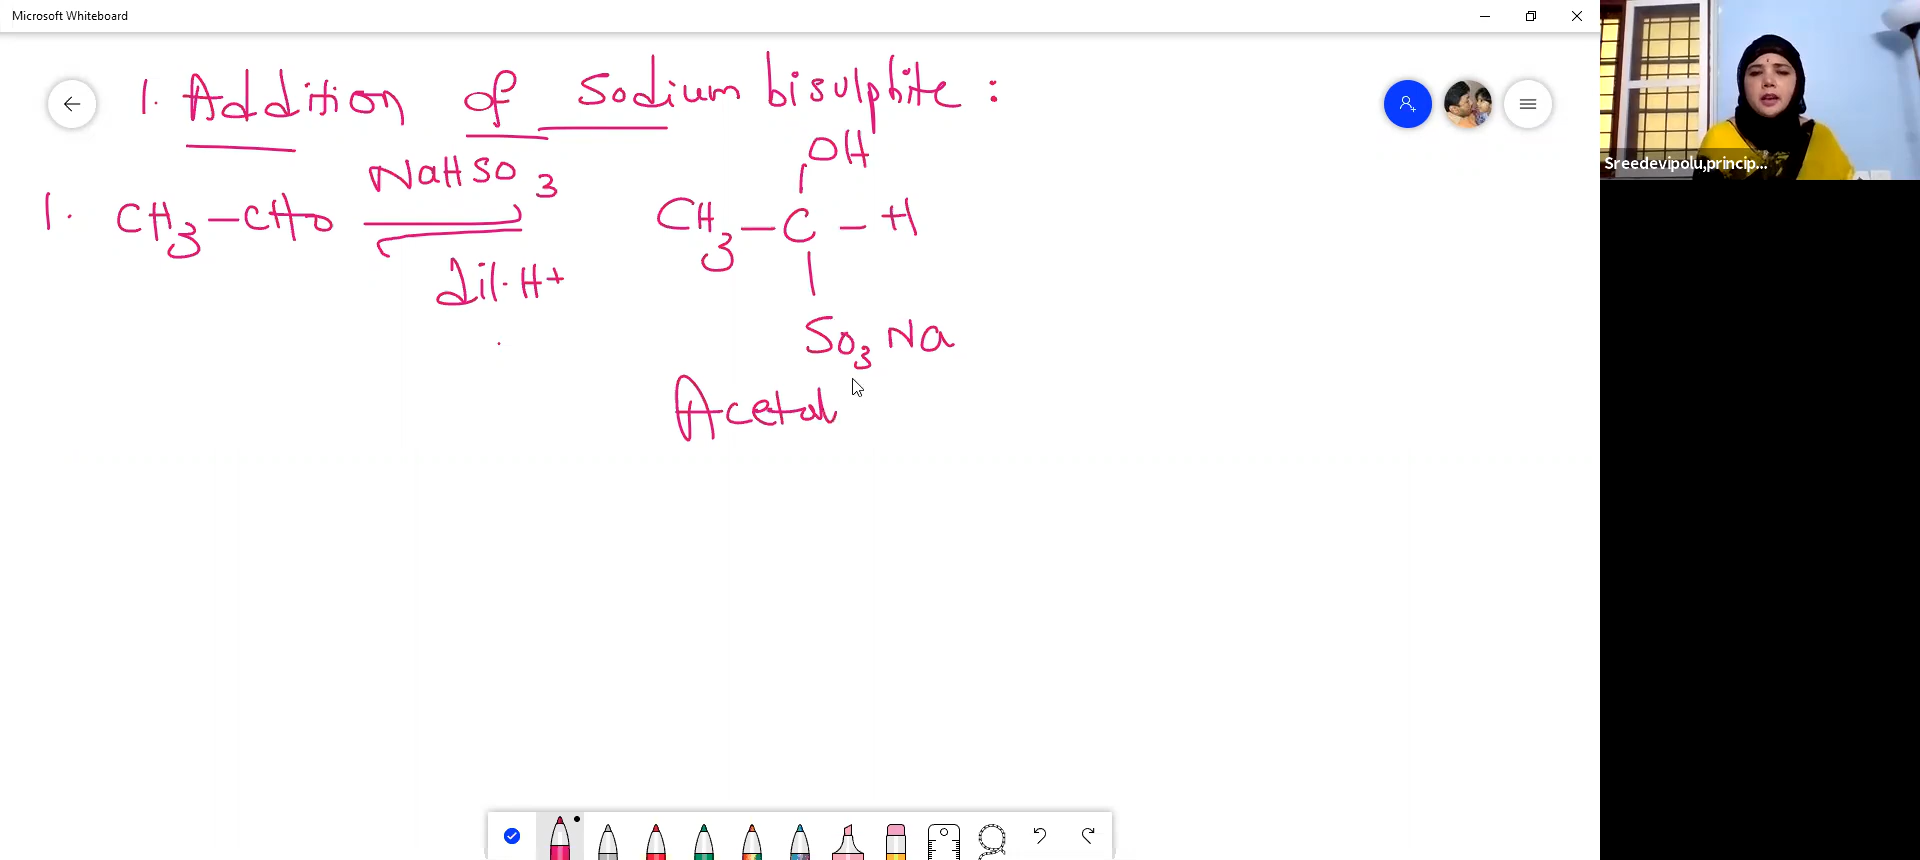 Microsoft Whiteboard
1. Addition of Sodium bisulphite:
NaHSO3
OH
1. CH3-CHO
CH3-C-H
dil. H+
SO3Na
Acetal
Sreedevipolu,princip...